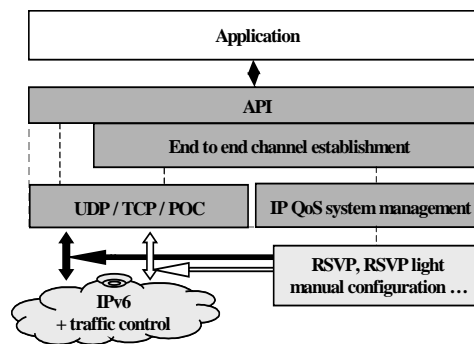 Application
API
End to end channel establishment
UDP / TCP / POC
IP QoS system management
RSVP, RSVP light
manual configuration ...
IPv6
+ traffic control